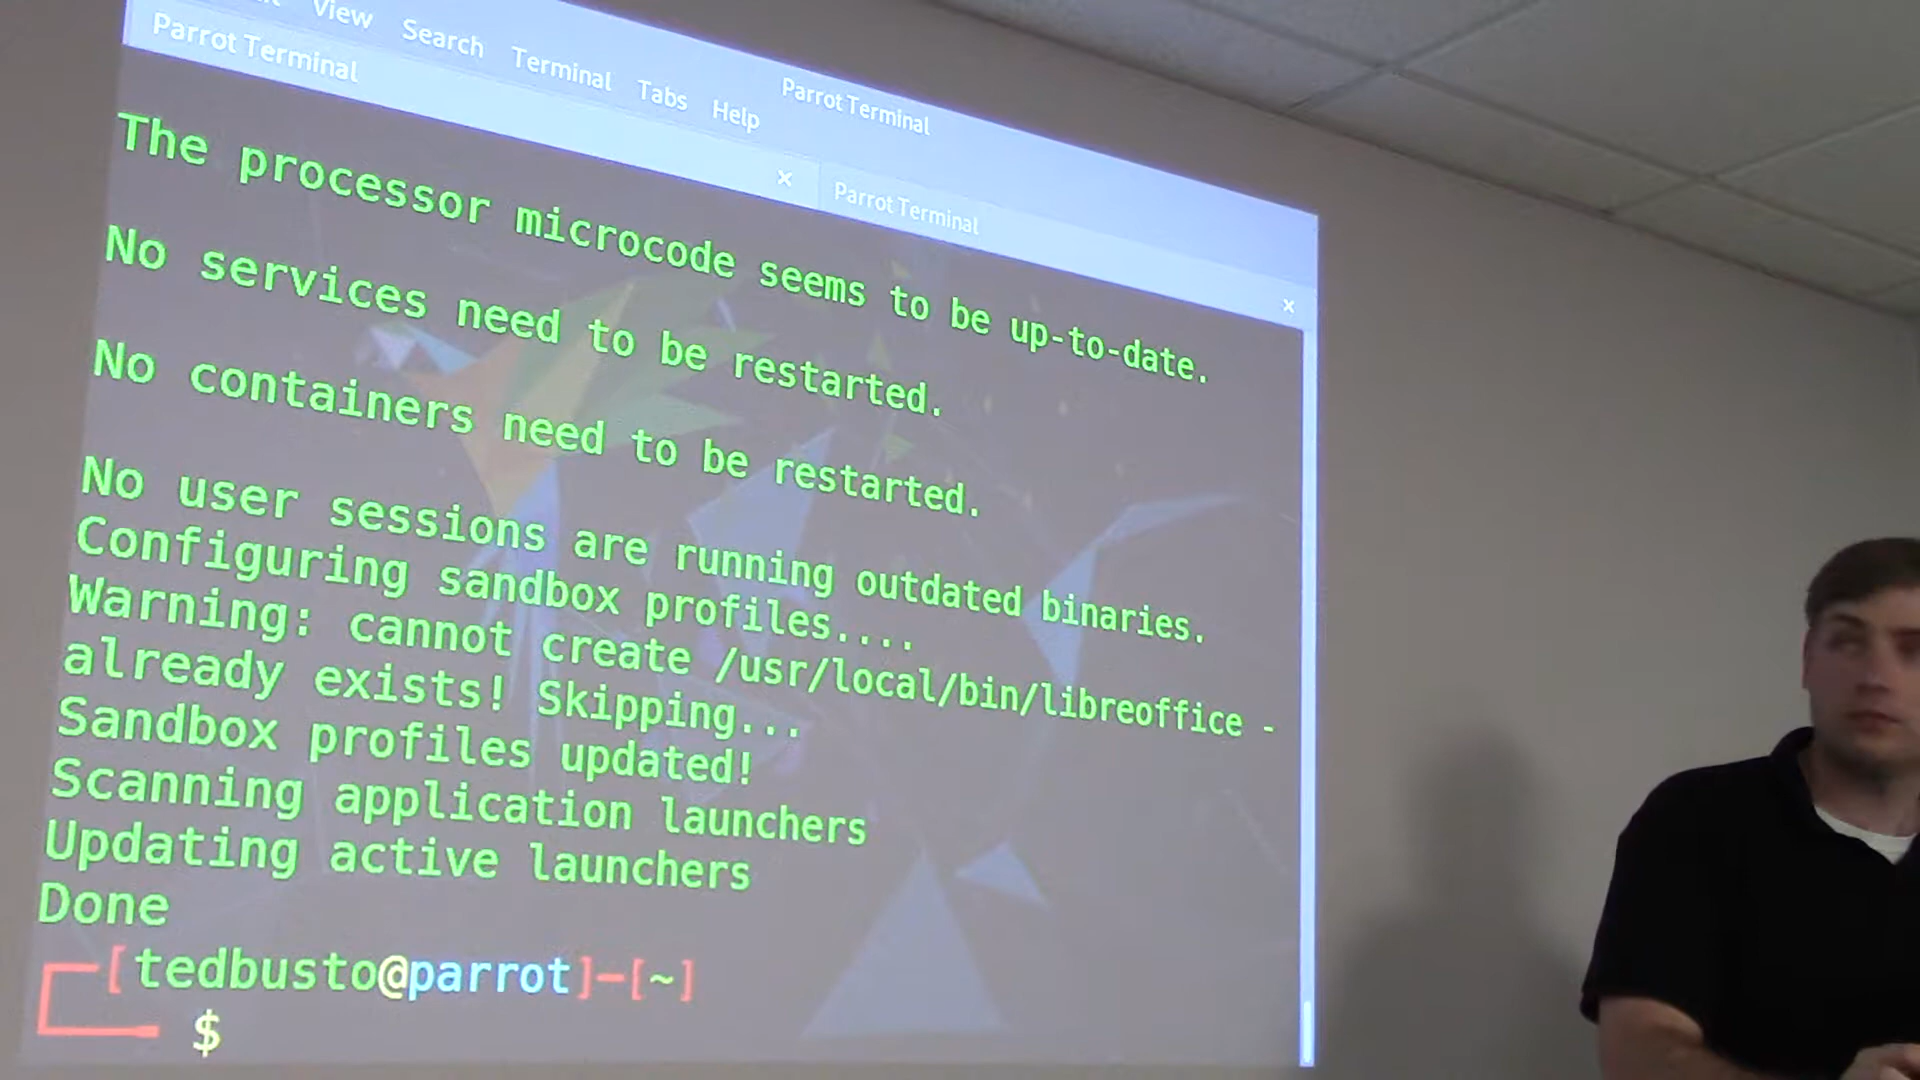 View Search Terminal Tabs Help
Parrot Terminal
Parrot Terminal
Parrot Terminal
The processor microcode seems to be up-to-date.
No services need to be restarted.
No containers need to be restarted.
No user sessions are running outdated binaries.
Configuring sandbox profiles....
Warning: cannot create /usr/local/bin/libreoffice -
already exists! Skipping...
Sandbox profiles updated!
Scanning application launchers
Updating active launchers
Done
[tedbusto@parrot]-[~]
$